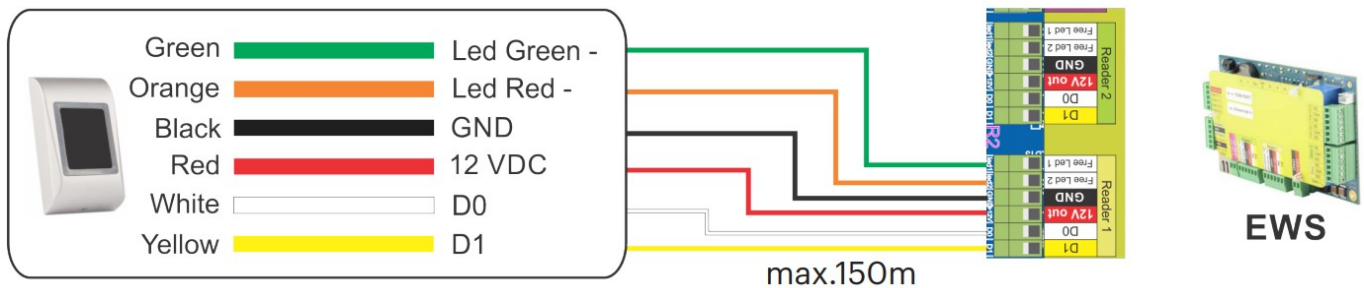 Green Led Green -
Orange Led Red -
Black GND
Red 12 VDC
White D0
Yellow D1
max.150m
Free Led 1
Free Led 2
GND
12V out
D0
D1
Reader 2
R2
Free Led 1
Free Led 2
GND
12V out
D0
D1
Reader 1
EWS